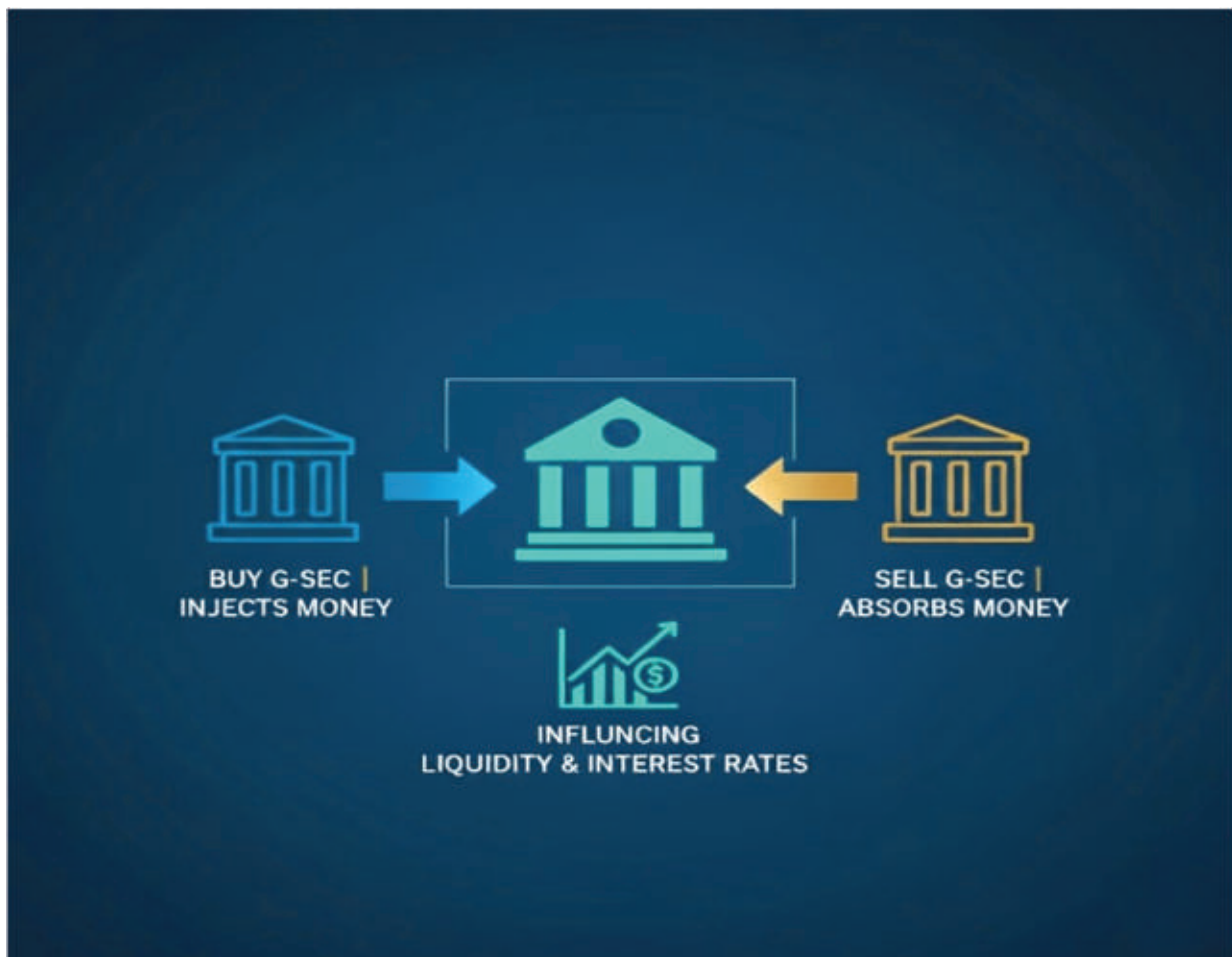 BUY G-SEC |
INJECTS MONEY
SELL G-SEC |
ABSORBS MONEY
$
INFLUNCING
LIQUIDITY & INTEREST RATES